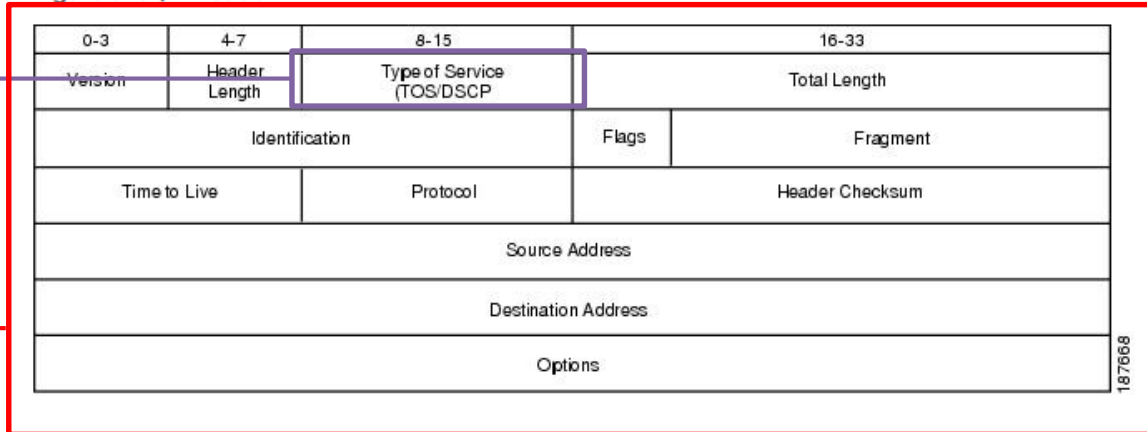 0-3 4-7 8-15 16-33
Version Header Length Type of Service (TOS/DSCP Total Length
Identification Flags Fragment
Time to Live Protocol Header Checksum
Source Address
Destination Address
Options
187668